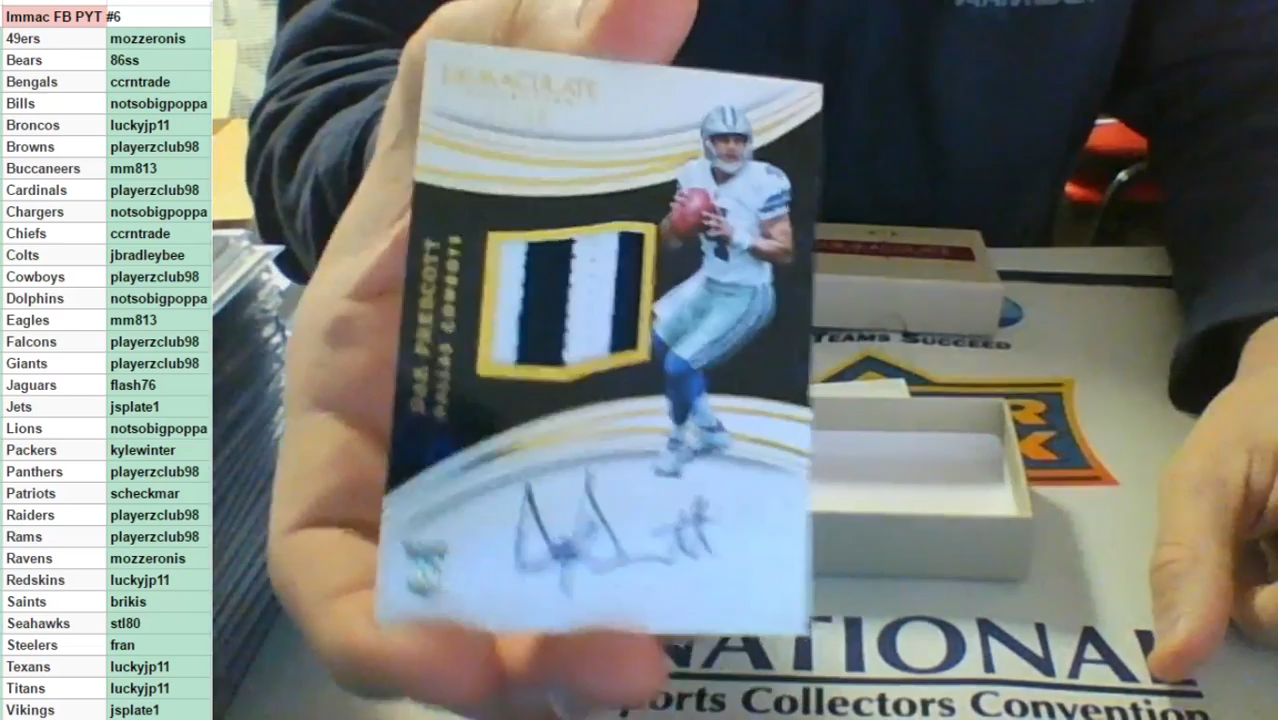 Immac FB PYT #6
49ers mozzeronis
Bears 86ss
Bengals ccrntrade
Bills notsobigpoppa
Broncos luckyjp11
Browns playerzclub98
Buccaneers mm813
Cardinals playerzclub98
Chargers notsobigpoppa
Chiefs ccrntrade
Colts jbradleybee
Cowboys playerzclub98
Dolphins notsobigpoppa
Eagles mm813
Falcons playerzclub98
Giants playerzclub98
Jaguars flash76
Jets jsplate1
Lions notsobigpoppa
Packers kylewinter
Panthers playerzclub98
Patriots scheckmar
Raiders playerzclub98
Rams playerzclub98
Ravens mozzeronis
Redskins luckyjp11
Saints brikis
Seahawks stl80
Steelers fran
Texans luckyjp11
Titans luckyjp11
Vikings jsplate1
IMMACULATE
DAK PRESCOTT
DALLAS COWBOYS
TEAMS SUCCEED
NATIONAL
ports Collectors Convention